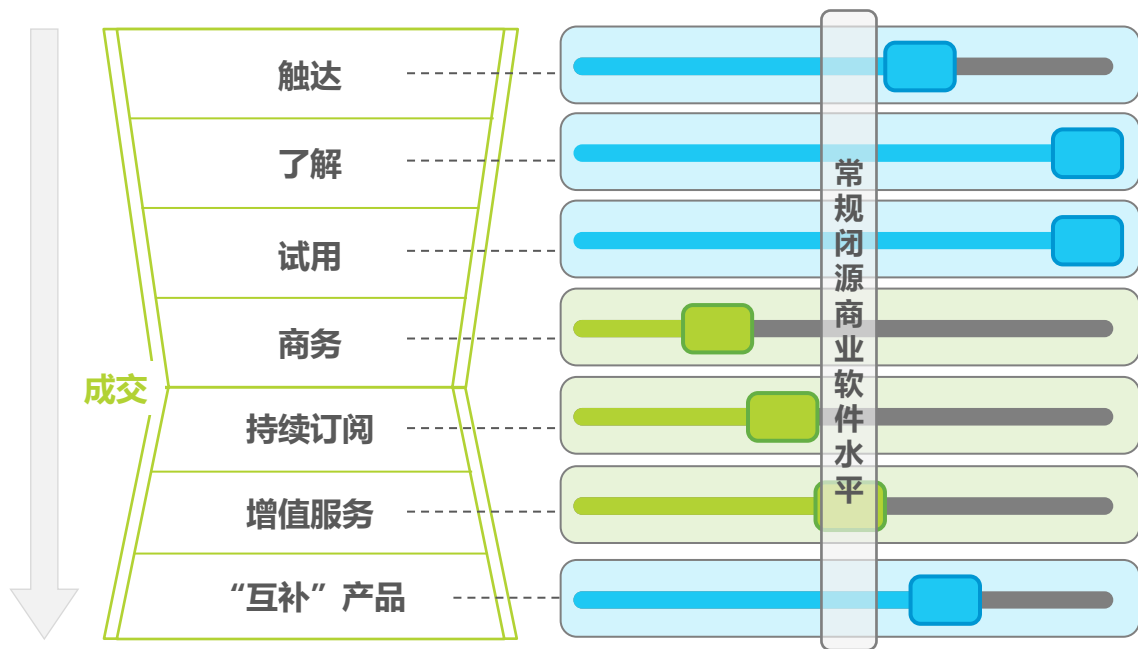 触达
了解
试用
商务
成交
持续订阅
增值服务
“互补”产品
常规闭源商业软件水平